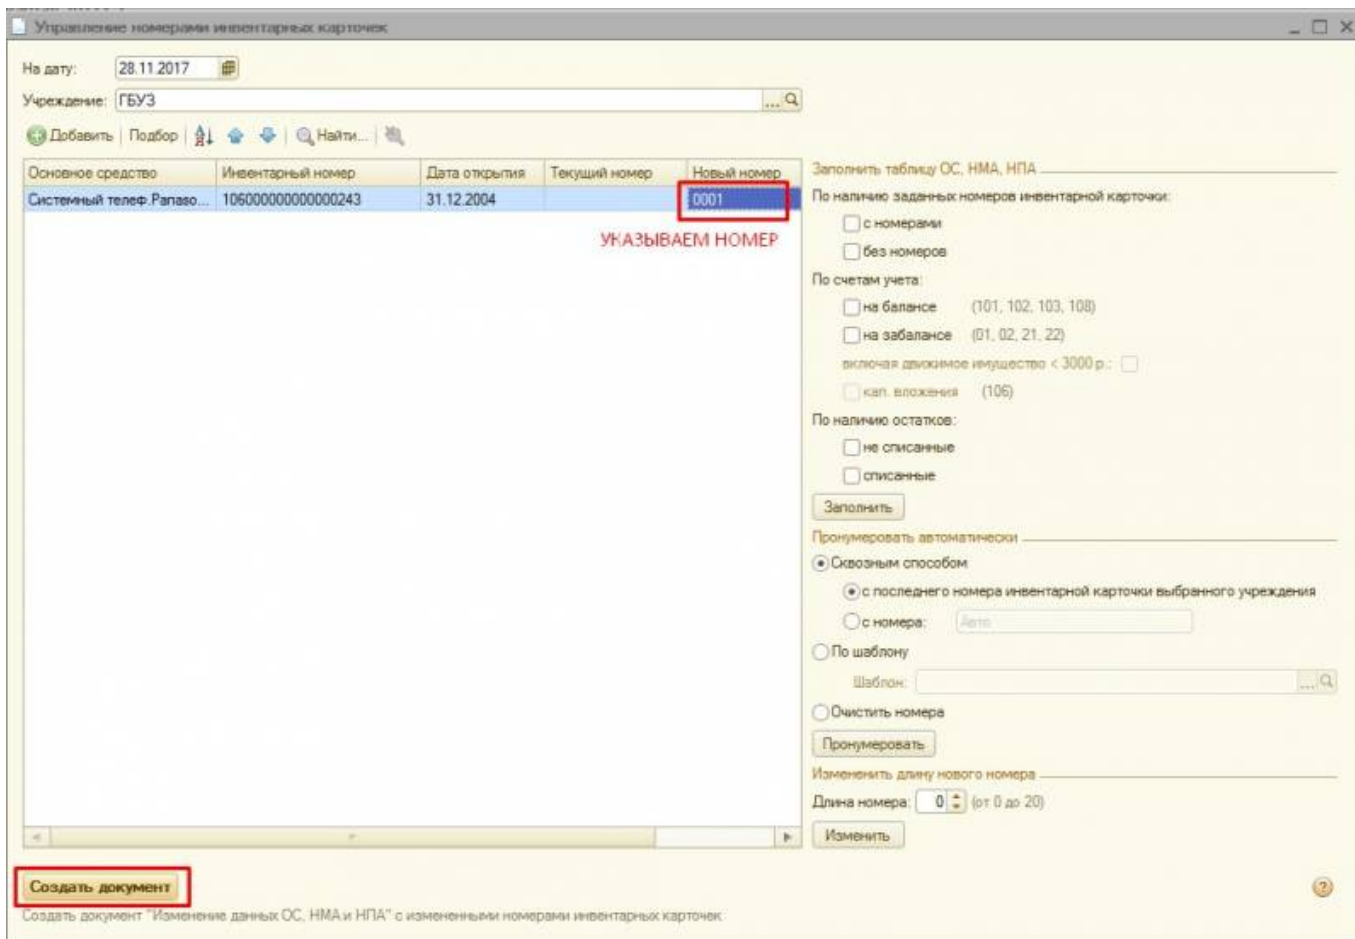 Управление номерами инвентарных карточек
На дату: 28.11.2017
Учреждение: ГБУЗ ...
Добавить Подбор Найти...
Основное средство Инвентарный номер Дата открытия Текущий номер Новый номер
Системный телеф.Panaso... 106000000000000243 31.12.2004 0001
УКАЗЫВАЕМ НОМЕР
Заполнить таблицу ОС, НМА, НПА
По наличию заданных номеров инвентарной карточки:
с номерами
без номеров
По счетам учета:
на балансе (101, 102, 103, 108)
на забалансе (01, 02, 21, 22)
включая движимое имущество < 3000 р.:
кап. вложения (106)
По наличию остатков:
не списанные
списанные
Заполнить
Пронумеровать автоматически
Сквозным способом
с последнего номера инвентарной карточки выбранного учреждения
с номера: Авто
По шаблону
Шаблон: ...
Очистить номера
Пронумеровать
Измененить длину нового номера
Длина номера: 0 (от 0 до 20)
Изменить
Создать документ
?
Создать документ "Изменение данных ОС, НМА и НПА" с измененными номерами инвентарных карточек